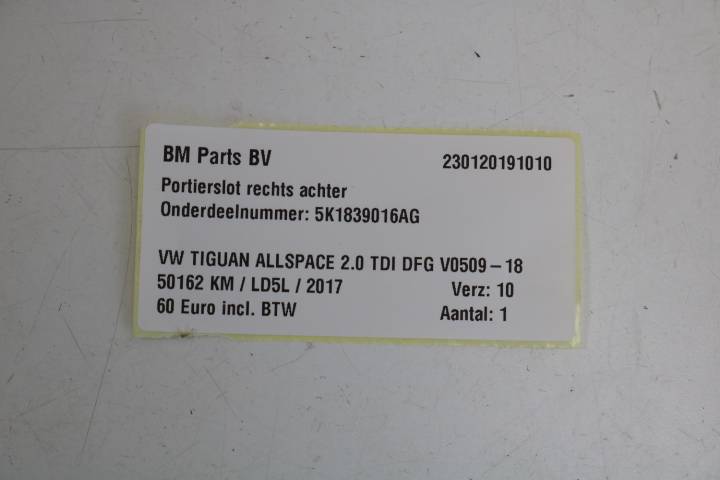 BM Parts BV 230120191010
Portierslot rechts achter
Onderdeelnummer: 5K1839016AG
VW TIGUAN ALLSPACE 2.0 TDI DFG V0509-18
50162 KM / LD5L / 2017 Verz: 10
60 Euro incl. BTW Aantal: 1